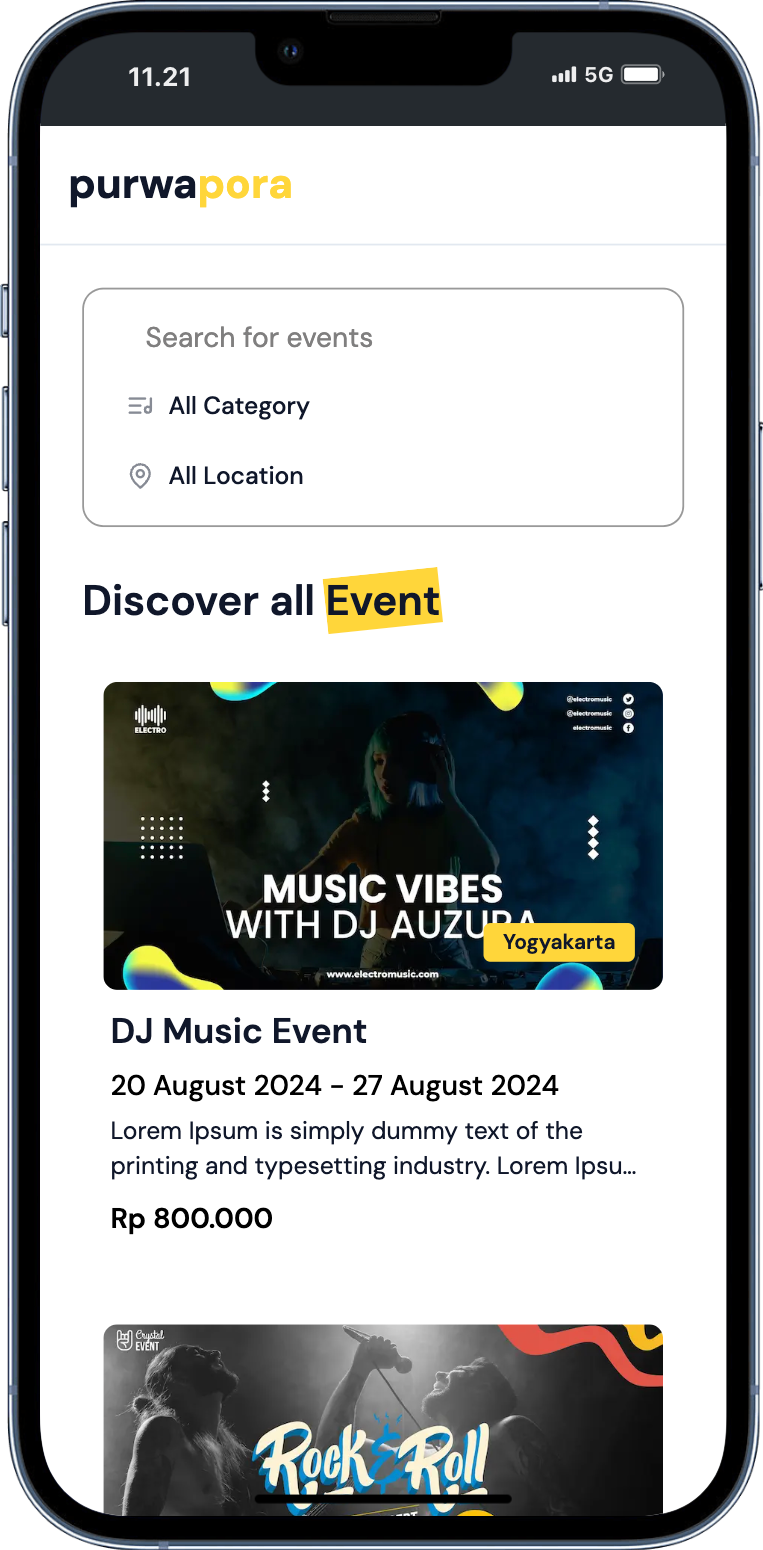 11.21
5G
purwapora
Search for events
All Category
All Location
Discover all Event
ELECTRO
@electromusic
@electromusic
electromusic
MUSIC VIBES
WITH DJ AUZURA
Yogyakarta
www.electromusic.com
DJ Music Event
20 August 2024 - 27 August 2024
Lorem Ipsum is simply dummy text of the
printing and typesetting industry. Lorem Ipsu...
Rp 800.000
Crystal
EVENT
Rock & Roll